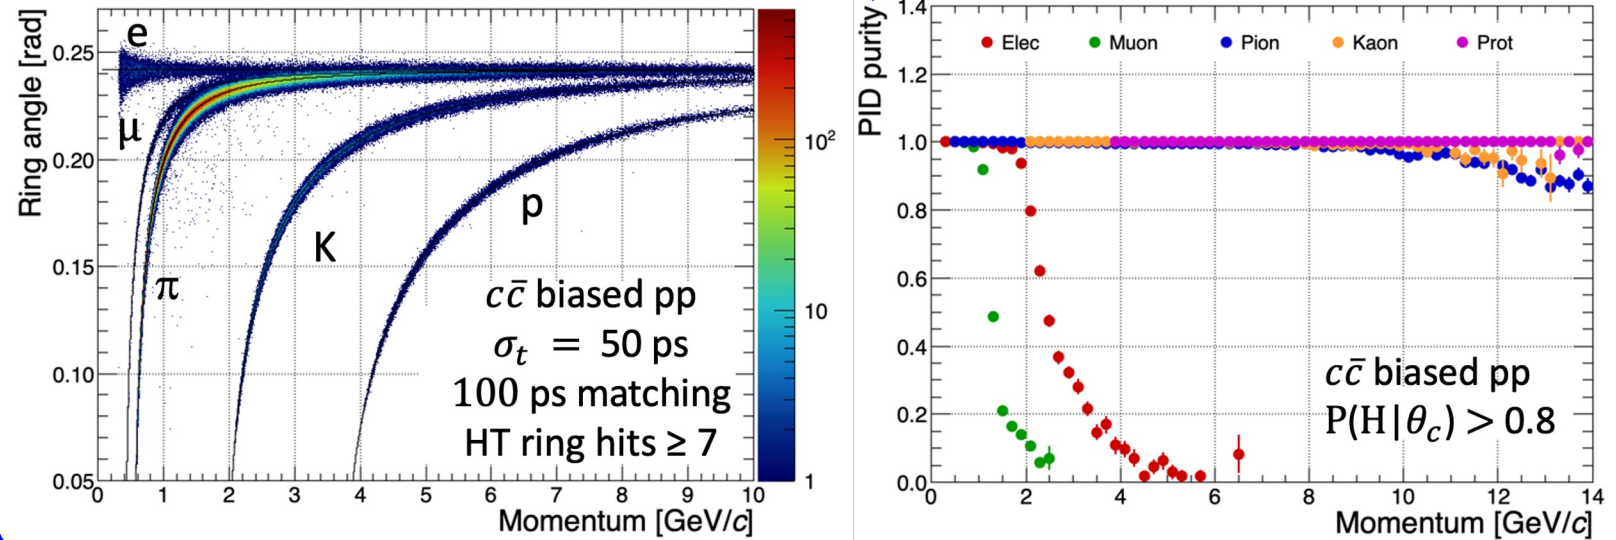 Ring angle [rad]
0.25
0.20
0.15
0.10
0.05
e
μ
π
K
p
c c̄ biased pp
σₜ = 50 ps
100 ps matching
HT ring hits ≥ 7
0 1 2 3 4 5 6 7 8 9 10
Momentum [GeV/c]
10²
10
1
PID purity
1.4
1.2
1.0
0.8
0.6
0.4
0.2
0.0
Elec Muon Pion Kaon Prot
c c̄ biased pp
P(H|θ_c) > 0.8
0 2 4 6 8 10 12 14
Momentum [GeV/c]